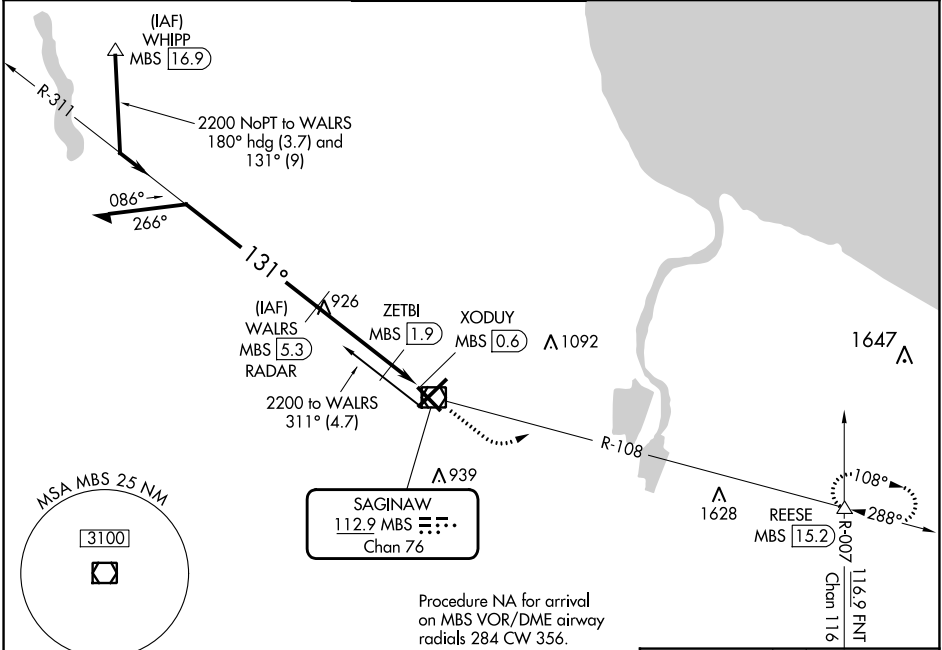 (IAF)
WHIPP
MBS 16.9
R-311
2200 NoPT to WALRS
180° hdg (3.7) and
131° (9)
086°
266°
131°
926
(IAF)
WALRS
MBS 5.3
RADAR
ZETBI
MBS 1.9
XODUY
MBS 0.6
1092
1647
2200 to WALRS
311° (4.7)
R-108
939
SAGINAW
112.9 MBS
Chan 76
1628
REESE
MBS 15.2
108°
288°
R-007
116.9 FNT
Chan 116
MSA MBS 25 NM
3100
Procedure NA for arrival
on MBS VOR/DME airway
radials 284 CW 356.